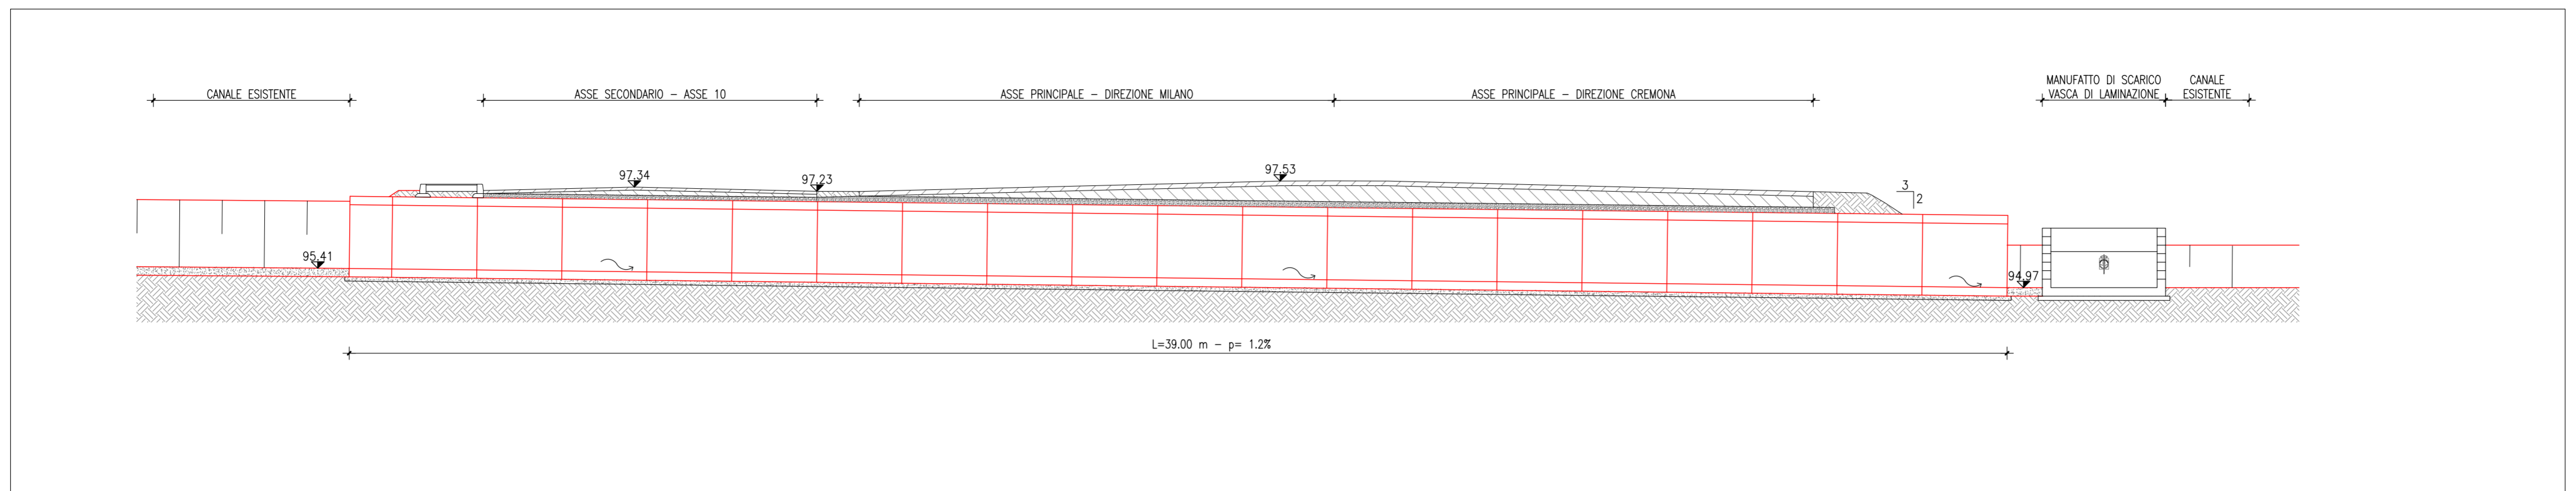 CANALE ESISTENTE
ASSE SECONDARIO - ASSE 10
ASSE PRINCIPALE - DIREZIONE MILANO
ASSE PRINCIPALE - DIREZIONE CREMONA
MANUFATTO DI SCARICO
VASCA DI LAMINAZIONE
CANALE
ESISTENTE
97.34
97.23
97.53
3
2
95.41
94.97
L=39.00 m - p= 1.2%